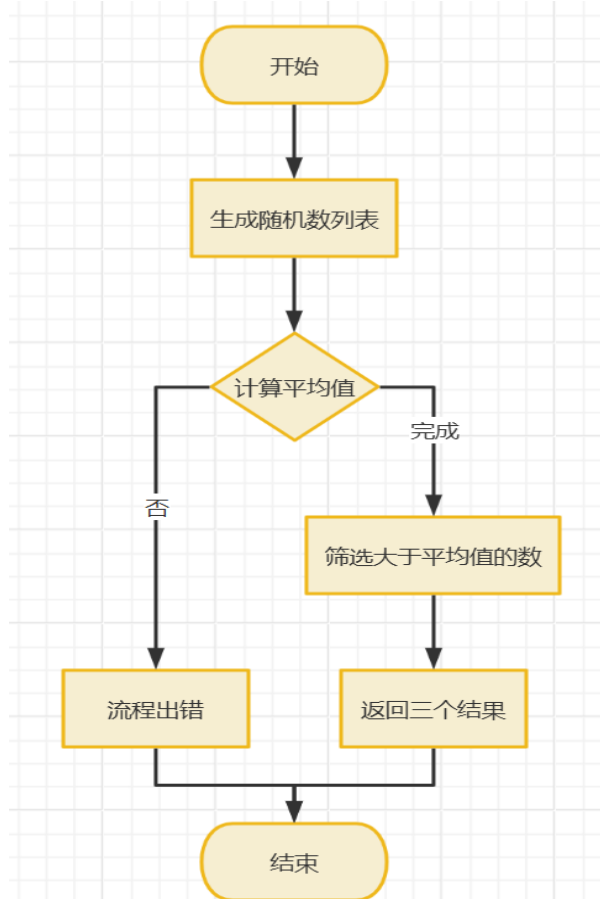 开始
生成随机数列表
计算平均值
完成
否
筛选大于平均值的数
流程出错
返回三个结果
结束